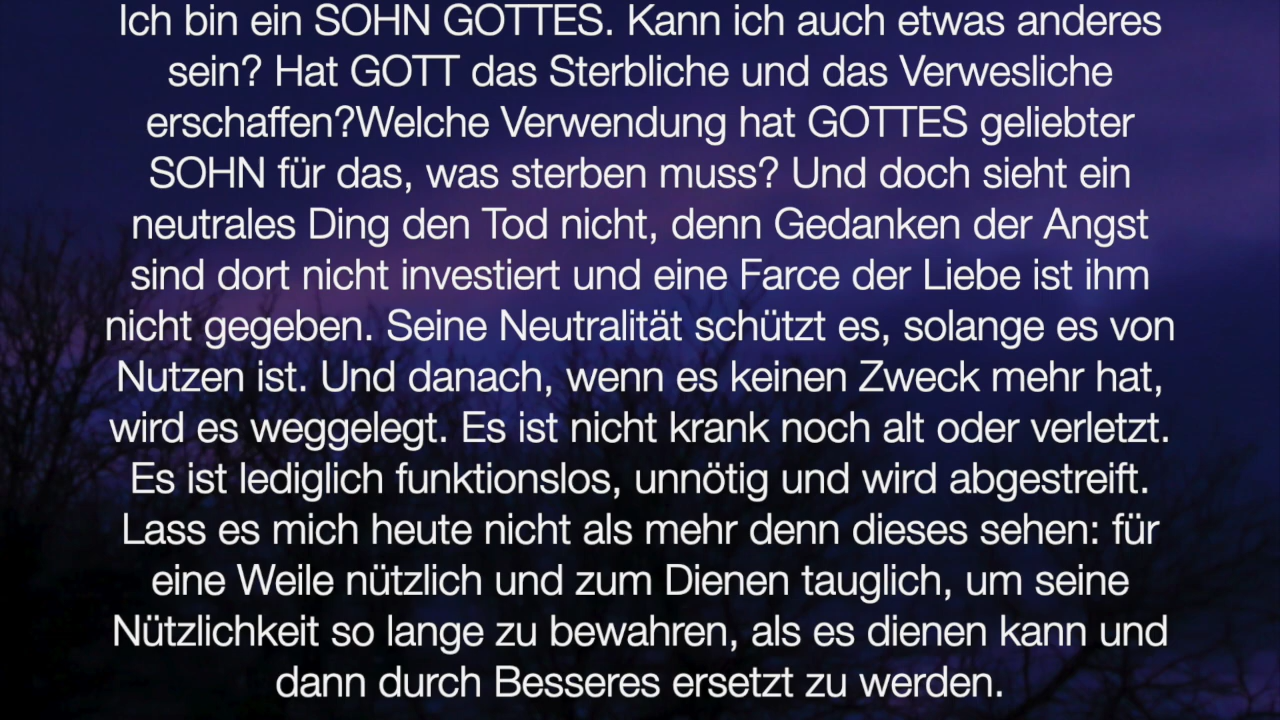 Ich bin ein SOHN GOTTES. Kann ich auch etwas anderes
sein? Hat GOTT das Sterbliche und das Verwesliche
erschaffen?Welche Verwendung hat GOTTES geliebter
SOHN für das, was sterben muss? Und doch sieht ein
neutrales Ding den Tod nicht, denn Gedanken der Angst
sind dort nicht investiert und eine Farce der Liebe ist ihm
nicht gegeben. Seine Neutralität schützt es, solange es von
Nutzen ist. Und danach, wenn es keinen Zweck mehr hat,
wird es weggelegt. Es ist nicht krank noch alt oder verletzt.
Es ist lediglich funktionslos, unnötig und wird abgestreift.
Lass es mich heute nicht als mehr denn dieses sehen: für
eine Weile nützlich und zum Dienen tauglich, um seine
Nützlichkeit so lange zu bewahren, als es dienen kann und
dann durch Besseres ersetzt zu werden.